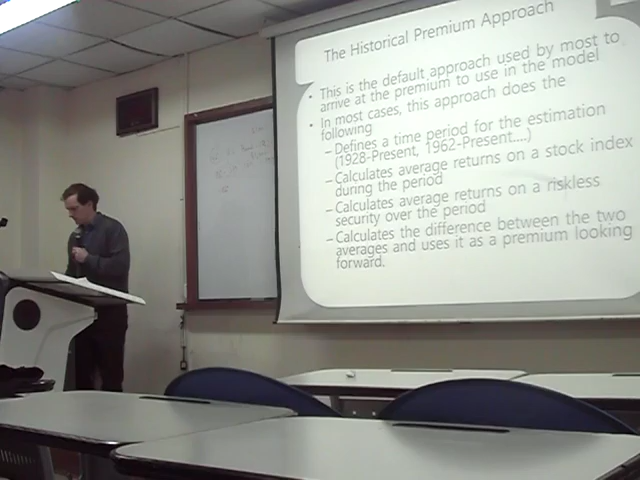 The Historical Premium Approach
• This is the default approach used by most to
arrive at the premium to use in the model
• In most cases, this approach does the
following
– Defines a time period for the estimation
(1928-Present, 1962-Present....)
– Calculates average returns on a stock index
during the period
– Calculates average returns on a riskless
security over the period
– Calculates the difference between the two
averages and uses it as a premium looking
forward.